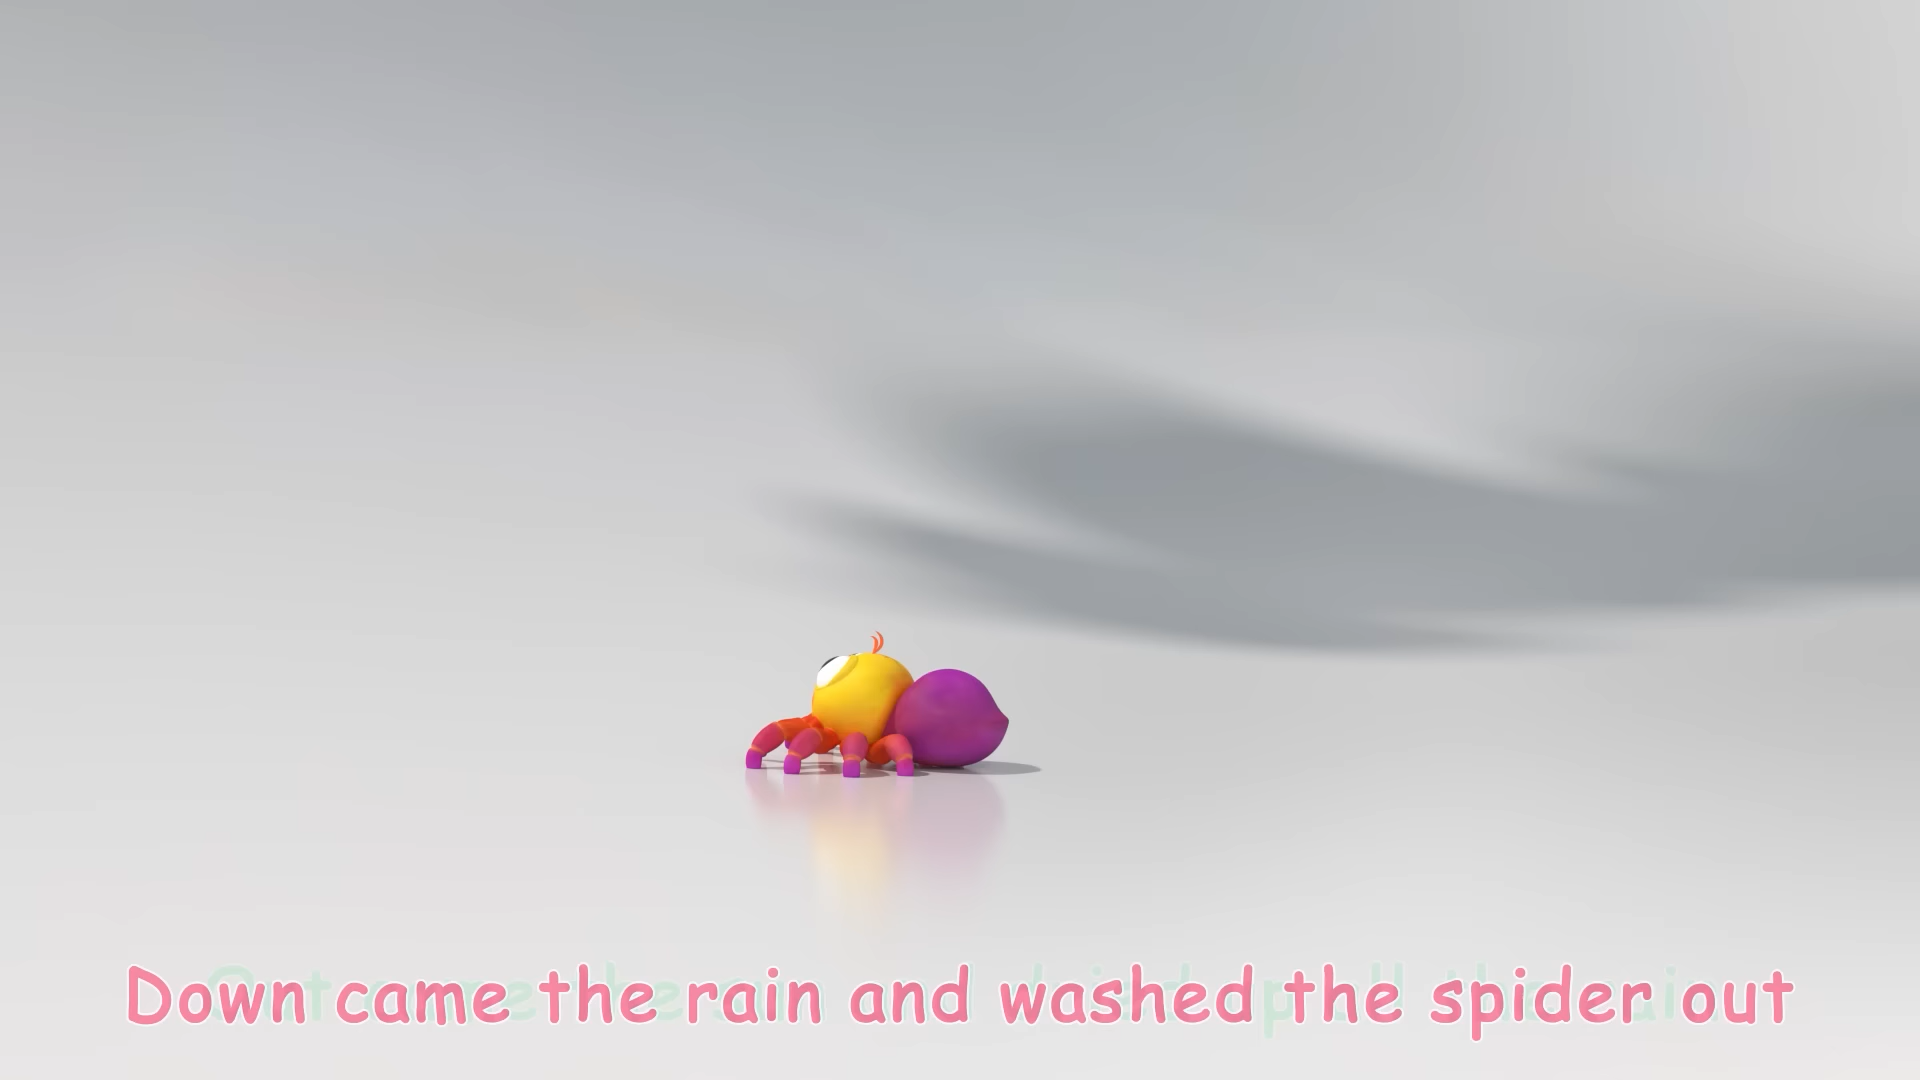 Down came the rain and washed the spider out